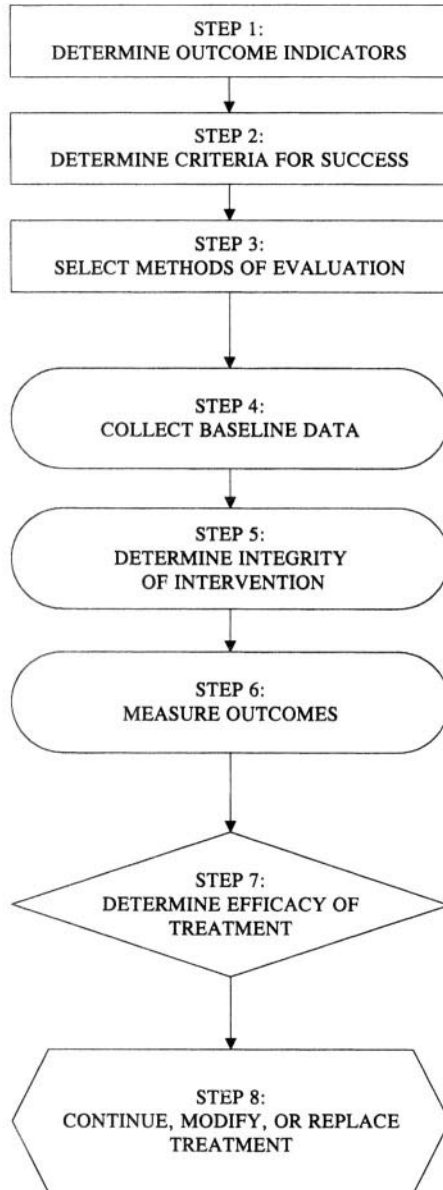 STEP 1:
DETERMINE OUTCOME INDICATORS
STEP 2:
DETERMINE CRITERIA FOR SUCCESS
STEP 3:
SELECT METHODS OF EVALUATION
STEP 4:
COLLECT BASELINE DATA
STEP 5:
DETERMINE INTEGRITY
OF INTERVENTION
STEP 6:
MEASURE OUTCOMES
STEP 7:
DETERMINE EFFICACY OF
TREATMENT
STEP 8:
CONTINUE, MODIFY, OR REPLACE
TREATMENT